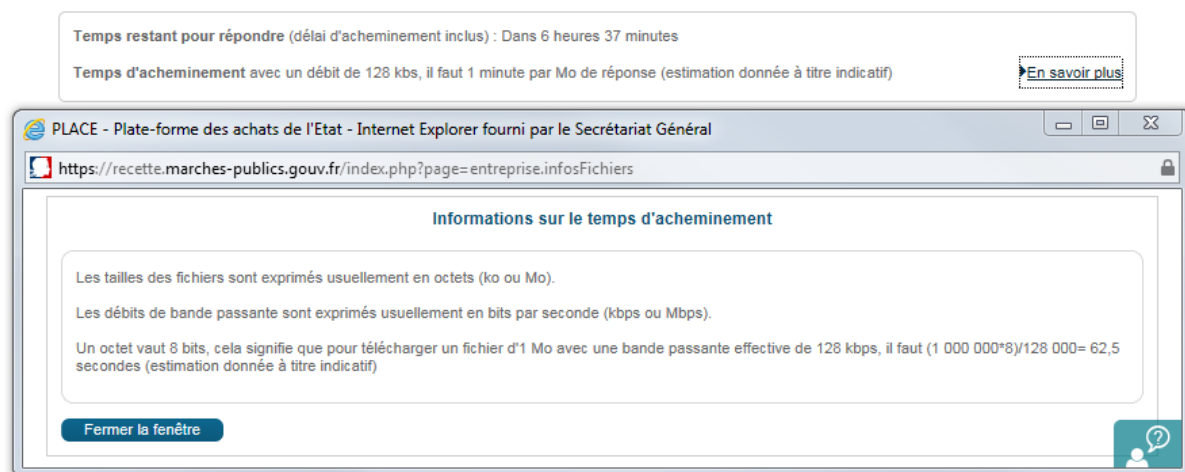 Temps restant pour répondre (délai d'acheminement inclus) : Dans 6 heures 37 minutes
Temps d'acheminement avec un débit de 128 kbs, il faut 1 minute par Mo de réponse (estimation donnée à titre indicatif)
En savoir plus
PLACE - Plate-forme des achats de l'Etat - Internet Explorer fourni par le Secrétariat Général
https://recette.marches-publics.gouv.fr/index.php?page=entreprise.infosFichiers
Informations sur le temps d'acheminement
Les tailles des fichiers sont exprimés usuellement en octets (ko ou Mo).
Les débits de bande passante sont exprimés usuellement en bits par seconde (kbps ou Mbps).
Un octet vaut 8 bits, cela signifie que pour télécharger un fichier d'1 Mo avec une bande passante effective de 128 kbps, il faut (1 000 000*8)/128 000= 62,5
secondes (estimation donnée à titre indicatif)
Fermer la fenêtre